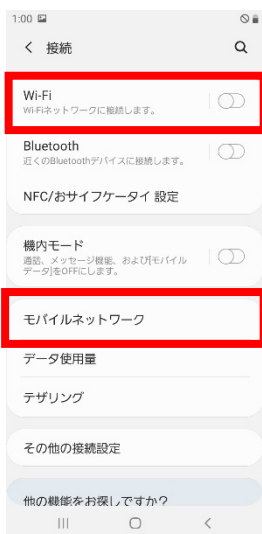 1:00
接続
Wi-Fi
Wi-Fiネットワークに接続します。
Bluetooth
近くのBluetoothデバイスに接続します。
NFC/おサイフケータイ 設定
機内モード
通話、メッセージ機能、および[モバイル
データ]をOFFにします。
モバイルネットワーク
データ使用量
テザリング
その他の接続設定
他の機能をお探しですか?